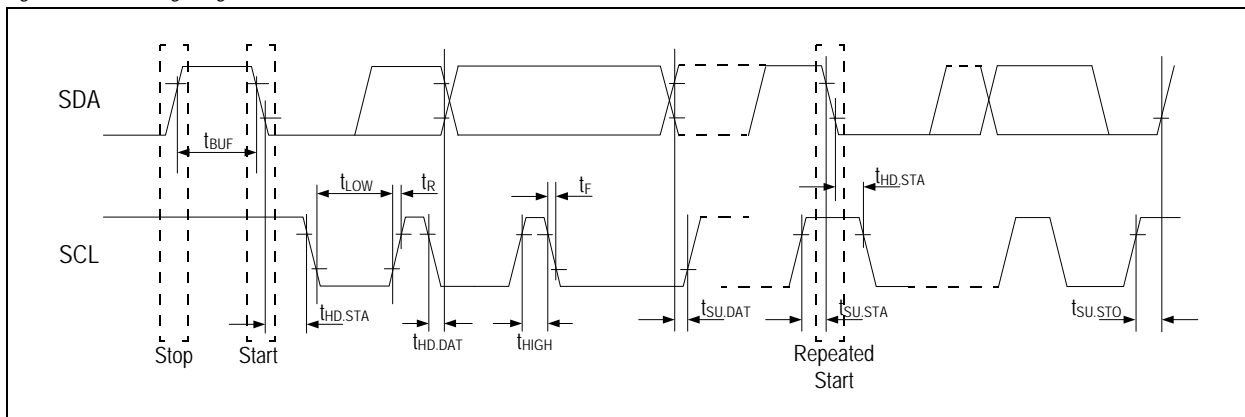 SDA
tBUF
tLOW
tR
tF
tHD.STA
SCL
tHD.STA
tHD.DAT
tHIGH
tSU.DAT
tSU.STA
tSU.STO
Stop
Start
Repeated
Start